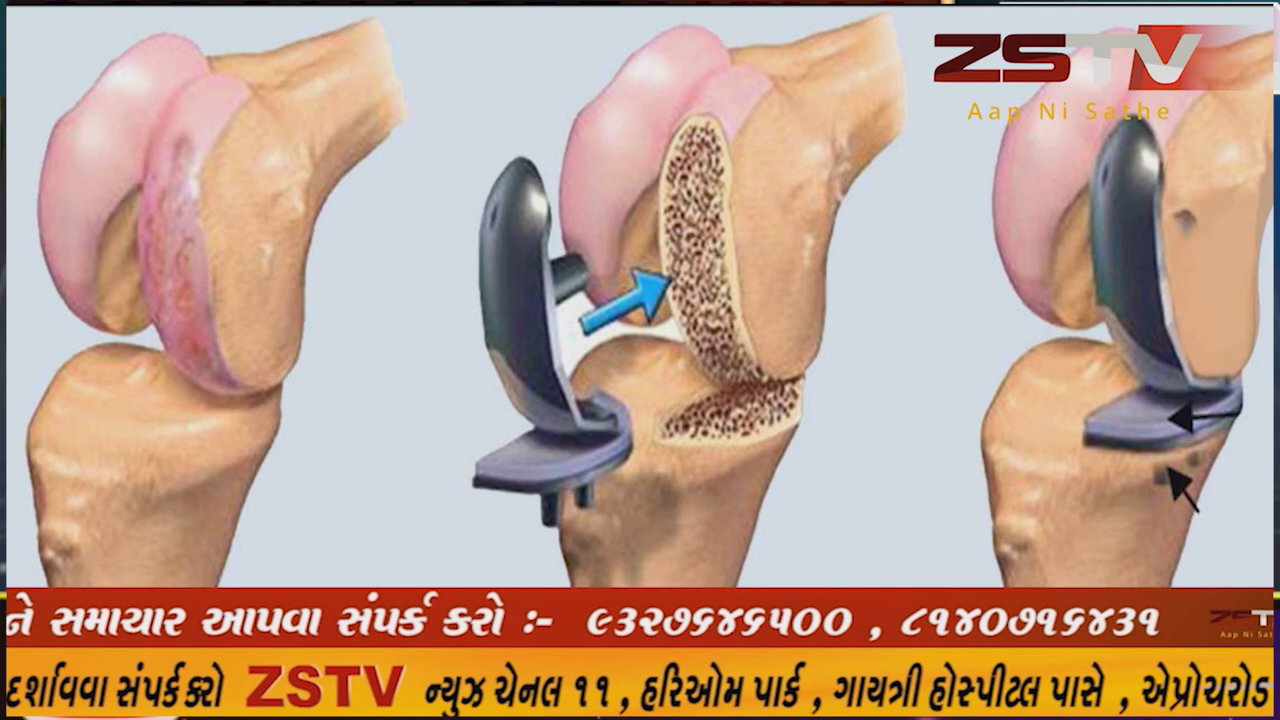 ZSTV
Aap Ni Sathe
ને સમાચાર આપવા સંપર્ક કરો :- ૯૩૨૭૬૪૬૫૦૦ , ૮૧૪૦૭૧૬૪૩૧
દર્શાવવા સંપર્ક કરો ZSTV ન્યુઝ ચેનલ ૧૧ , હરિઓમ પાર્ક , ગાયત્રી હોસ્પીટલ પાસે , એપ્રોચરોડ